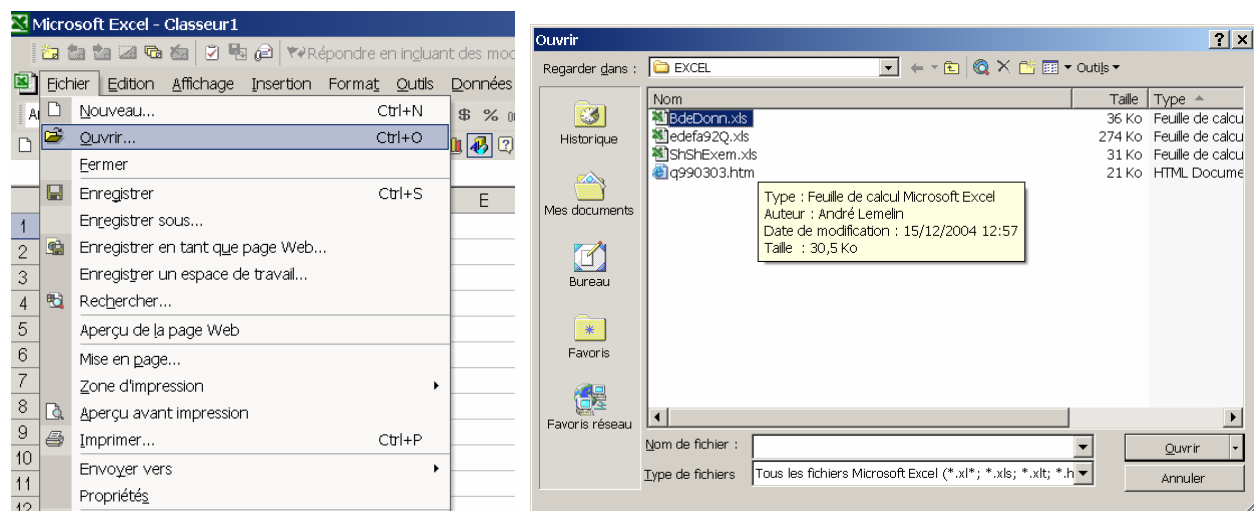 Microsoft Excel - Classeur1
Répondre en incluant des mod
Fichier Edition Affichage Insertion Format Outils Données
Nouveau... Ctrl+N
$ %
Ouvrir... Ctrl+O
Fermer
Enregistrer Ctrl+S
E
Enregistrer sous...
1
Enregistrer en tant que page Web...
2
Enregistrer un espace de travail...
3
Rechercher...
4
Aperçu de la page Web
5
Mise en page...
6
Zone d'impression
7
Aperçu avant impression
8
Imprimer... Ctrl+P
9
Envoyer vers
10
Propriétés
11
12
Ouvrir
Regarder dans : EXCEL Outils
Nom Taille Type
BdeDonn.xls 36 Ko Feuille de calcu
edefa92Q.xls 274 Ko Feuille de calcu
ShShExem.xls 31 Ko Feuille de calcu
q990303.htm 21 Ko HTML Docume
Type : Feuille de calcul Microsoft Excel
Auteur : André Lemelin
Date de modification : 15/12/2004 12:57
Taille : 30,5 Ko
Historique
Mes documents
Bureau
Favoris
Favoris réseau
Nom de fichier :
Ouvrir
Type de fichiers Tous les fichiers Microsoft Excel (*.xl*; *.xls; *.xlt; *.h
Annuler